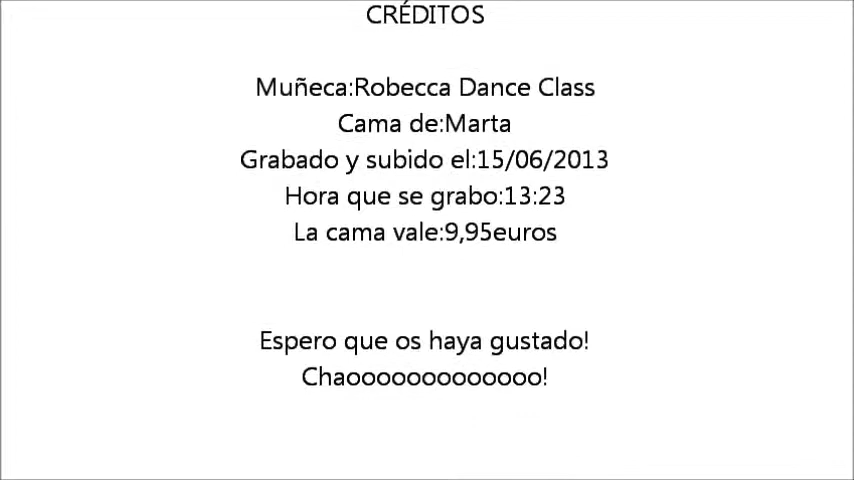 CRÉDITOS
Muñeca:Robecca Dance Class
Cama de:Marta
Grabado y subido el:15/06/2013
Hora que se grabo:13:23
La cama vale:9,95euros
Espero que os haya gustado!
Chaooooooooooooo!